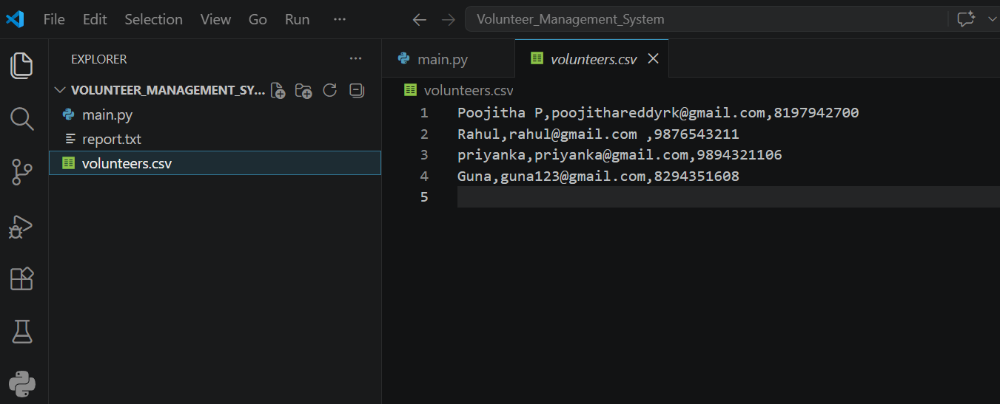 File Edit Selection View Go Run ··· ← → Volunteer_Management_System
EXPLORER ···
VOLUNTEER_MANAGEMENT_SY...
main.py
report.txt
volunteers.csv
main.py volunteers.csv
volunteers.csv
1 Poojitha P,poojithareddyrk@gmail.com,8197942700
2 Rahul,rahul@gmail.com ,9876543211
3 priyanka,priyanka@gmail.com,9894321106
4 Guna,guna123@gmail.com,8294351608
5